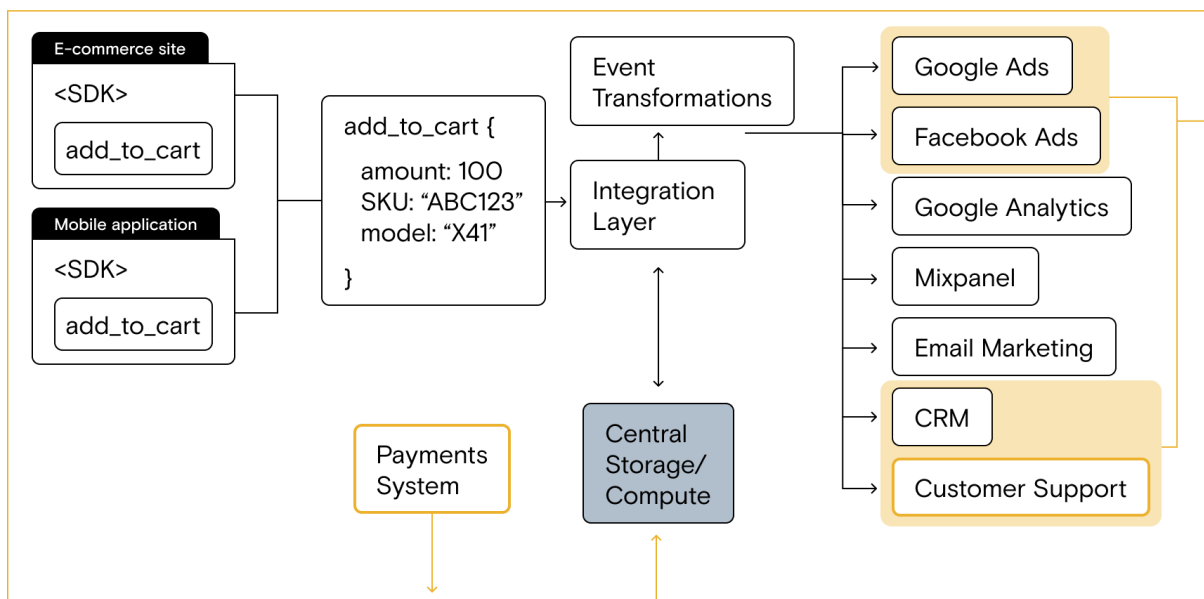 E-commerce site
<SDK>
add_to_cart
Mobile application
<SDK>
add_to_cart
add_to_cart {
amount: 100
SKU: “ABC123”
model: “X41”
}
Event
Transformations
Integration
Layer
Central
Storage/
Compute
Payments
System
Google Ads
Facebook Ads
Google Analytics
Mixpanel
Email Marketing
CRM
Customer Support